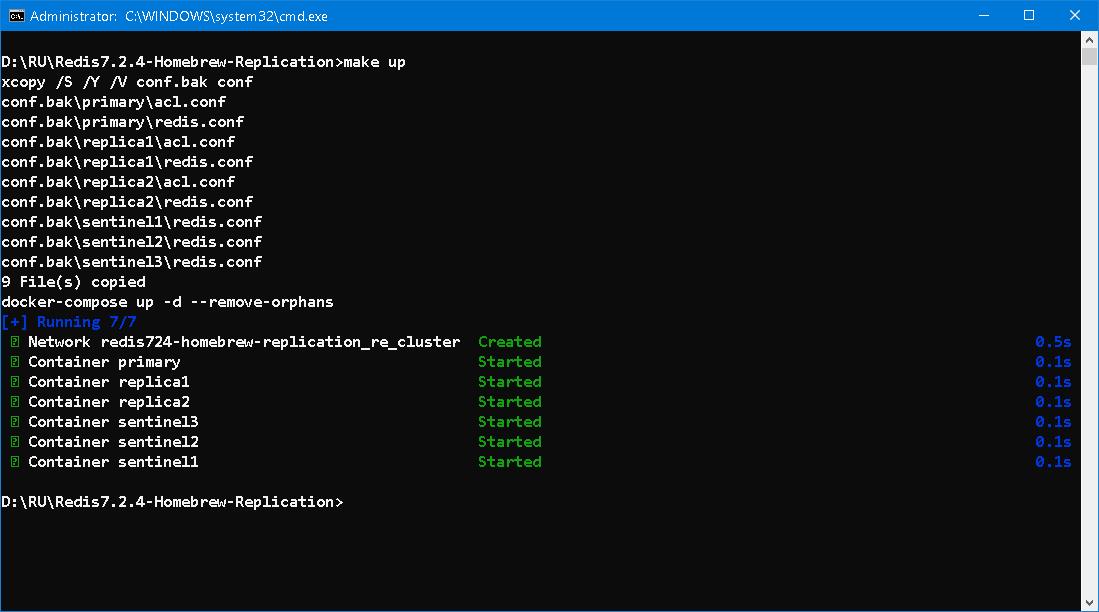 Administrator: C:\WINDOWS\system32\cmd.exe
D:\RU\Redis7.2.4-Homebrew-Replication>make up
xcopy /S /Y /V conf.bak conf
conf.bak\primary\acl.conf
conf.bak\primary\redis.conf
conf.bak\replica1\acl.conf
conf.bak\replica1\redis.conf
conf.bak\replica2\acl.conf
conf.bak\replica2\redis.conf
conf.bak\sentinel1\redis.conf
conf.bak\sentinel2\redis.conf
conf.bak\sentinel3\redis.conf
9 File(s) copied
docker-compose up -d --remove-orphans
[+] Running 7/7
Network redis724-homebrew-replication_re_cluster Created 0.5s
Container primary Started 0.1s
Container replica1 Started 0.1s
Container replica2 Started 0.1s
Container sentinel3 Started 0.1s
Container sentinel2 Started 0.1s
Container sentinel1 Started 0.1s
D:\RU\Redis7.2.4-Homebrew-Replication>